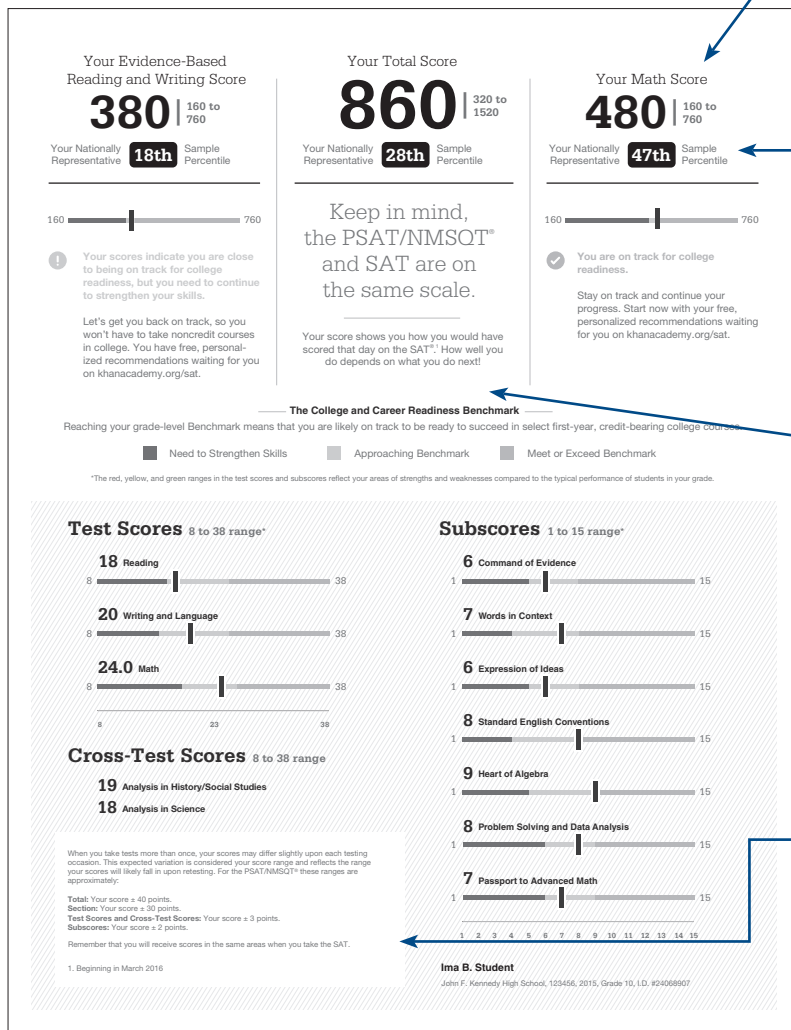 Your Evidence-Based
Reading and Writing Score
380 | 160 to
760
Your Nationally
Representative 18th Sample
Percentile
160 760
Your scores indicate you are close
to being on track for college
readiness, but you need to continue
to strengthen your skills.
Let's get you back on track, so you
won't have to take noncredit courses
in college. You have free, personal-
ized recommendations waiting for you
on khanacademy.org/sat.
Your Total Score
860 | 320 to
1520
Your Nationally
Representative 28th Sample
Percentile
Keep in mind,
the PSAT/NMSQT®
and SAT are on
the same scale.
Your score shows you how you would have
scored that day on the SAT®.¹ How well you
do depends on what you do next!
Your Math Score
480 | 160 to
760
Your Nationally
Representative 47th Sample
Percentile
160 760
You are on track for college
readiness.
Stay on track and continue your
progress. Start now with your free,
personalized recommendations waiting
for you on khanacademy.org/sat.
The College and Career Readiness Benchmark
Reaching your grade-level Benchmark means that you are likely on track to be ready to succeed in select first-year, credit-bearing college courses.
Need to Strengthen Skills Approaching Benchmark Meet or Exceed Benchmark
*The red, yellow, and green ranges in the test scores and subscores reflect your areas of strengths and weaknesses compared to the typical performance of students in your grade.
Test Scores 8 to 38 range*
18 Reading
8 38
20 Writing and Language
8 38
24.0 Math
8 38
8 23 38
Cross-Test Scores 8 to 38 range
19 Analysis in History/Social Studies
18 Analysis in Science
When you take tests more than once, your scores may differ slightly upon each testing
occasion. This expected variation is considered your score range and reflects the range
your scores will likely fall in upon retesting. For the PSAT/NMSQT® these ranges are
approximately:
Total: Your score ± 40 points.
Section: Your score ± 30 points.
Test Scores and Cross-Test Scores: Your score ± 3 points.
Subscores: Your score ± 2 points.
Remember that you will receive scores in the same areas when you take the SAT.
1. Beginning in March 2016
Subscores 1 to 15 range*
6 Command of Evidence
1 15
7 Words in Context
1 15
6 Expression of Ideas
1 15
8 Standard English Conventions
1 15
9 Heart of Algebra
1 15
8 Problem Solving and Data Analysis
1 15
7 Passport to Advanced Math
1 15
1 2 3 4 5 6 7 8 9 10 11 12 13 14 15
Ima B. Student
John F. Kennedy High School, 123456, 2015, Grade 10, I.D. #24068907